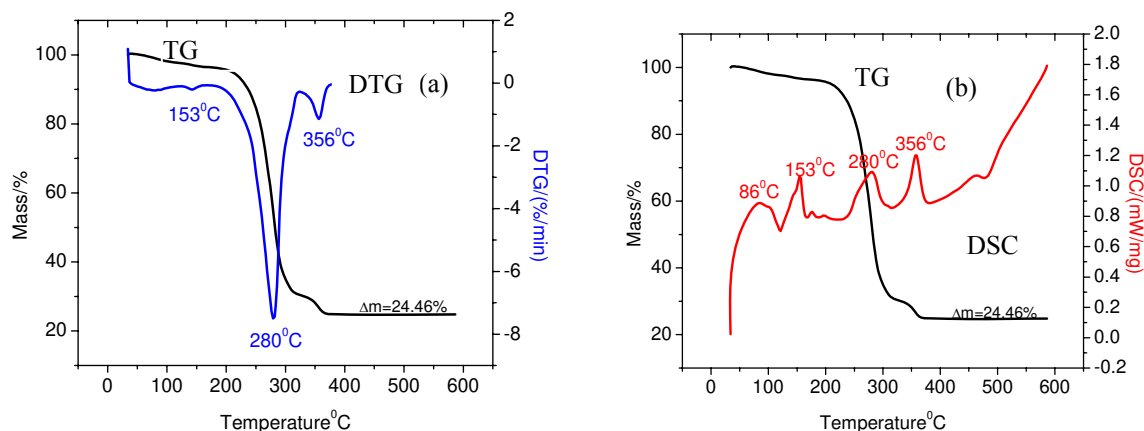 TG
DTG (a)
153⁰C
356⁰C
280⁰C
Δm=24.46%
Mass/%
100
80
60
40
20
DTG/(%/min)
2
0
-2
-4
-6
-8
0 100 200 300 400 500 600
Temperature⁰C
TG
(b)
86⁰C
153⁰C
280⁰C
356⁰C
DSC
Δm=24.46%
Mass/%
100
80
60
40
20
DSC/(mW/mg)
2.0
1.8
1.6
1.4
1.2
1.0
0.8
0.6
0.4
0.2
0.0
-0.2
0 100 200 300 400 500 600
Temperature⁰C